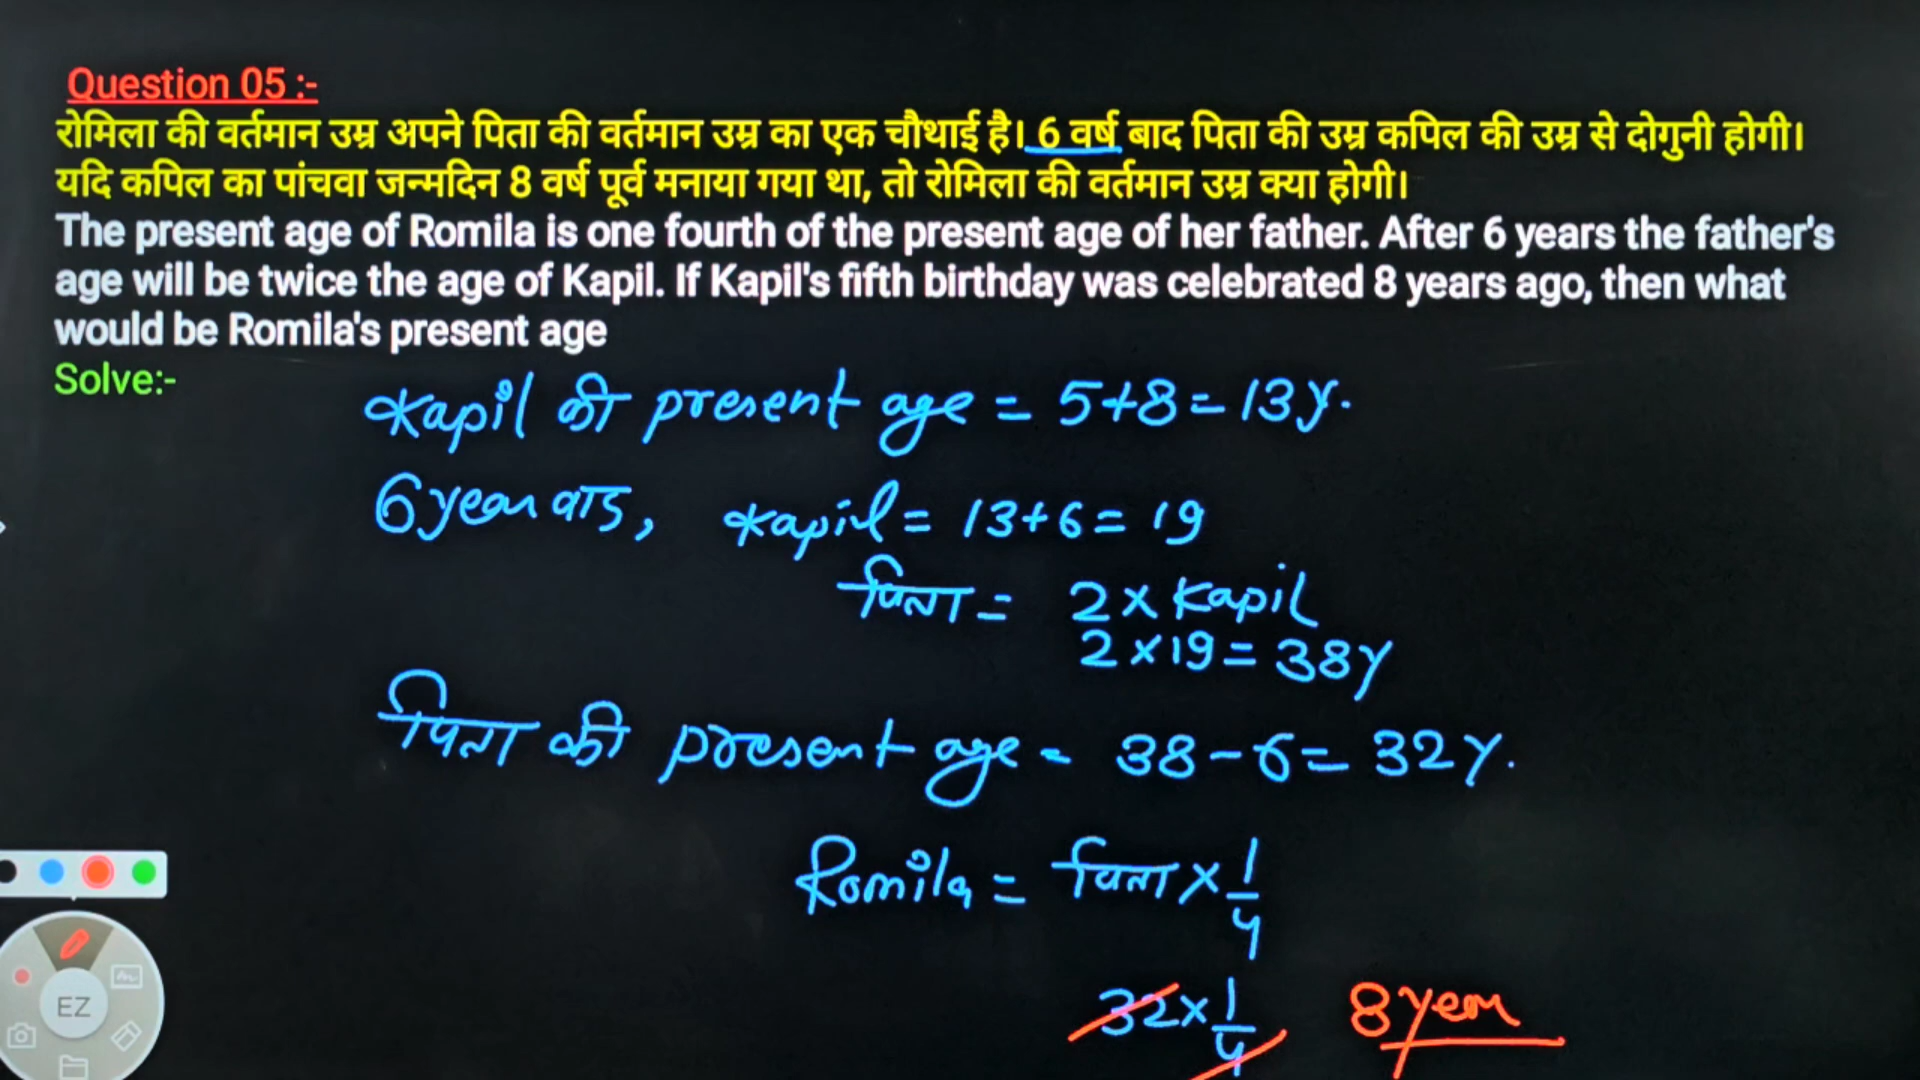 Question 05 :-
रोमिला की वर्तमान उम्र अपने पिता की वर्तमान उम्र का एक चौथाई है। 6 वर्ष बाद पिता की उम्र कपिल की उम्र से दोगुनी होगी।
यदि कपिल का पांचवा जन्मदिन 8 वर्ष पूर्व मनाया गया था, तो रोमिला की वर्तमान उम्र क्या होगी।
The present age of Romila is one fourth of the present age of her father. After 6 years the father's
age will be twice the age of Kapil. If Kapil's fifth birthday was celebrated 8 years ago, then what
would be Romila's present age
Solve:-
Kapil की present age = 5+8 = 13y.
6 year बाद, Kapil = 13+6 = 19
पिता = 2 × Kapil
2 × 19 = 38y
पिता की present age = 38 - 6 = 32y.
Romila = पिता × 1/4
32 × 1/4 8 year
EZ